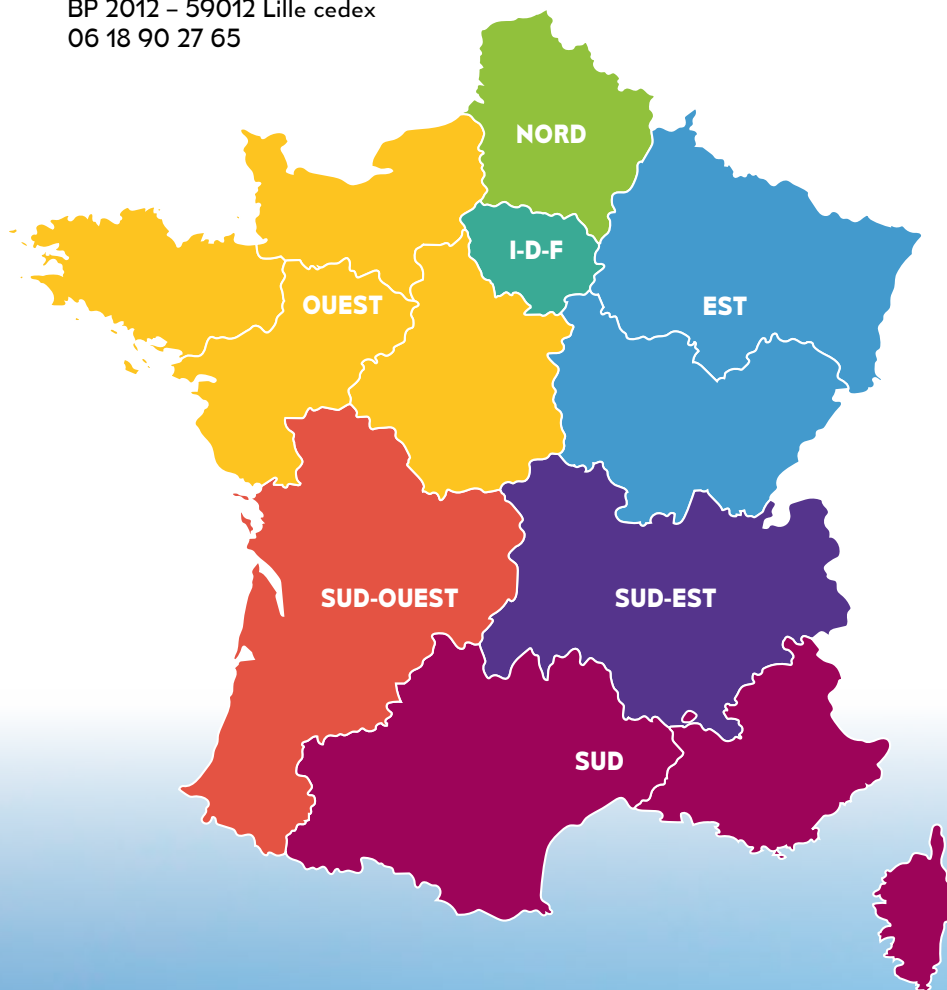 BP 2012 – 59012 Lille cedex
06 18 90 27 65
NORD
I-D-F
OUEST
EST
SUD-OUEST
SUD-EST
SUD